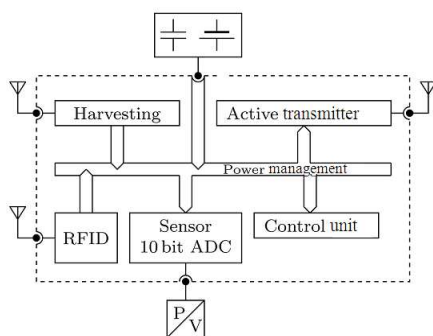 Harvesting
Active transmitter
Power management
RFID
Sensor
10 bit ADC
Control unit
P
V